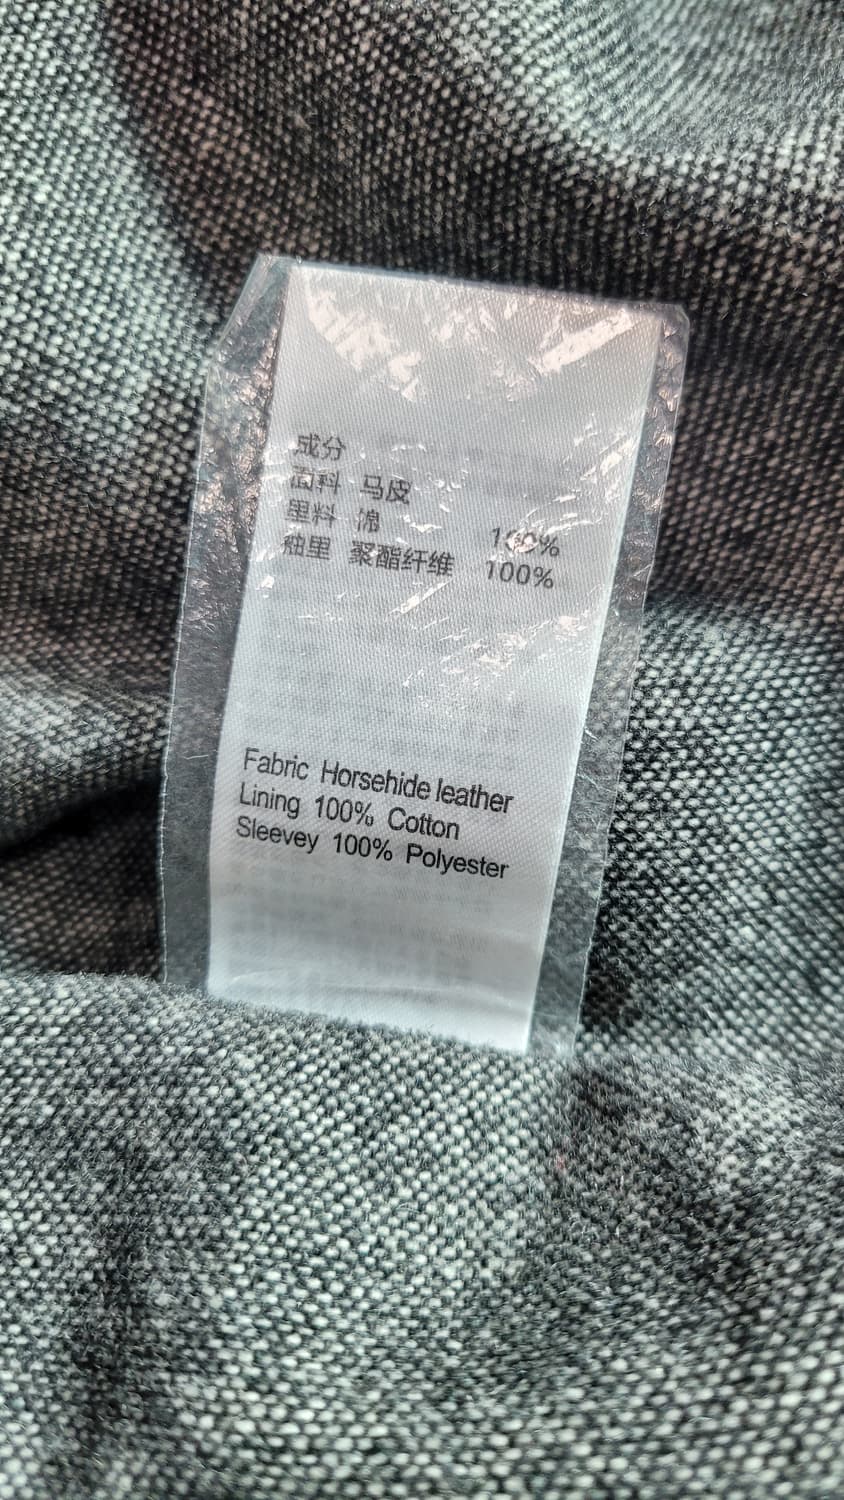 成分
面料 马皮
里料 棉 100%
袖里 聚酯纤维 100%
Fabric Horsehide leather
Lining 100% Cotton
Sleevey 100% Polyester